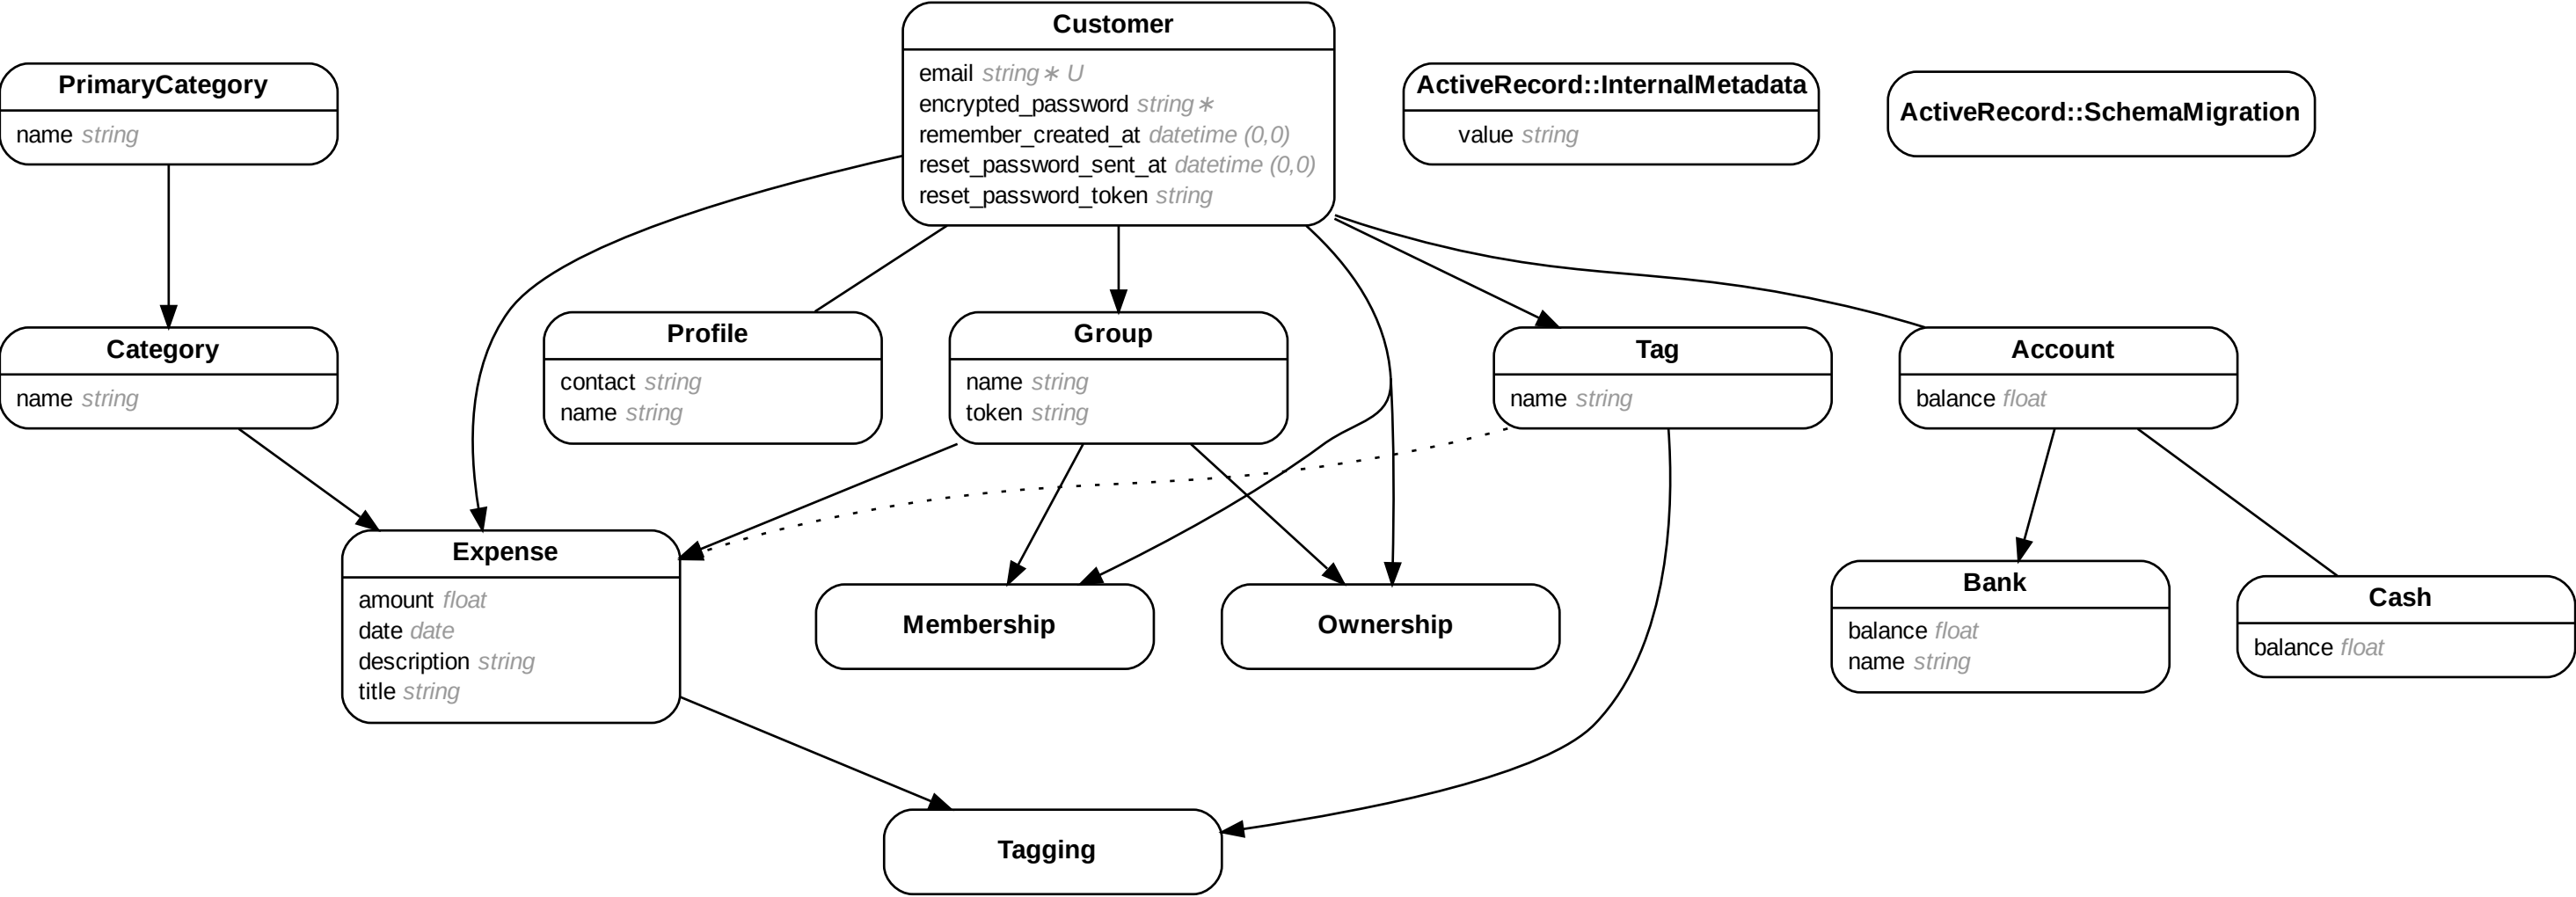 Customer
email string∗ U
encrypted_password string∗
remember_created_at datetime (0,0)
reset_password_sent_at datetime (0,0)
reset_password_token string
PrimaryCategory
name string
ActiveRecord::InternalMetadata
value string
ActiveRecord::SchemaMigration
Category
name string
Profile
contact string
name string
Group
name string
token string
Tag
name string
Account
balance float
Expense
amount float
date date
description string
title string
Membership
Ownership
Bank
balance float
name string
Cash
balance float
Tagging